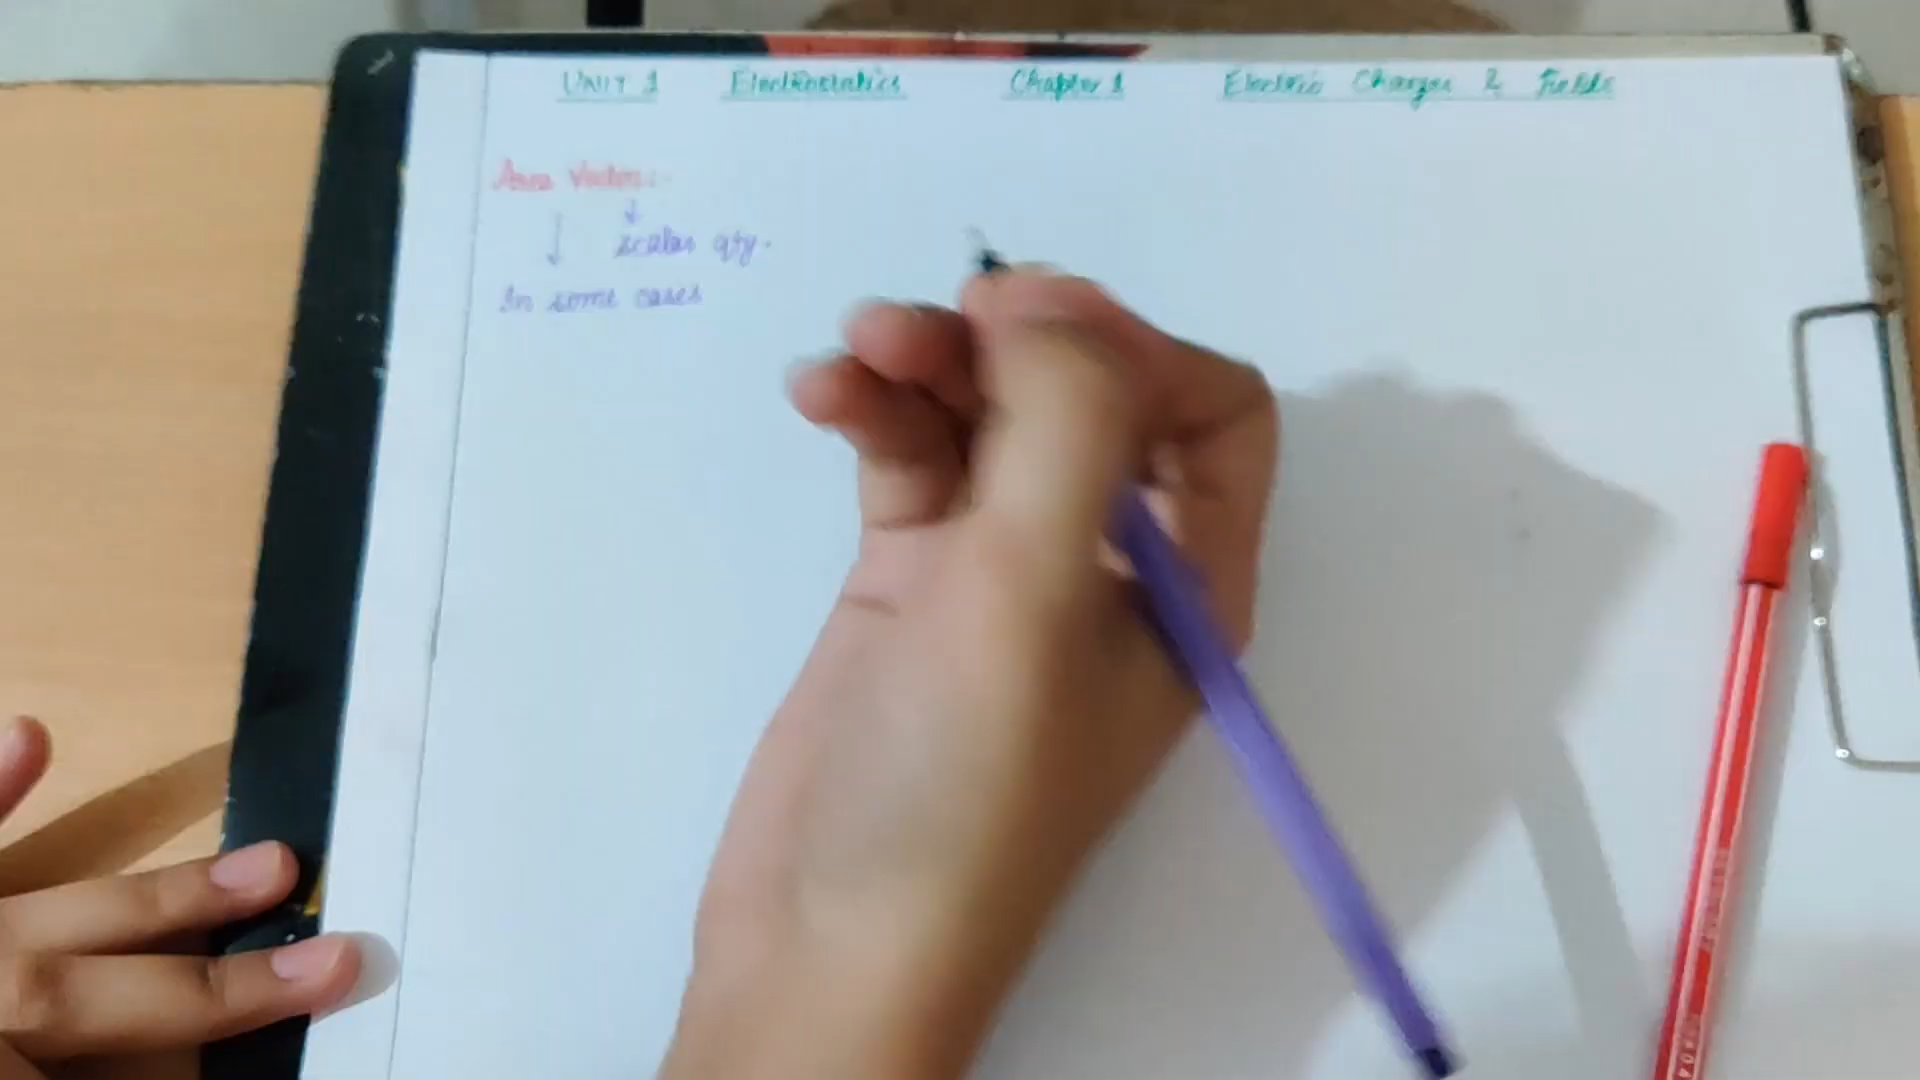 UNIT 1 Electrostatics Chapter 1 Electric Charges & Fields
Area Vector:-
↓ ↓
scalar qty.
In some cases